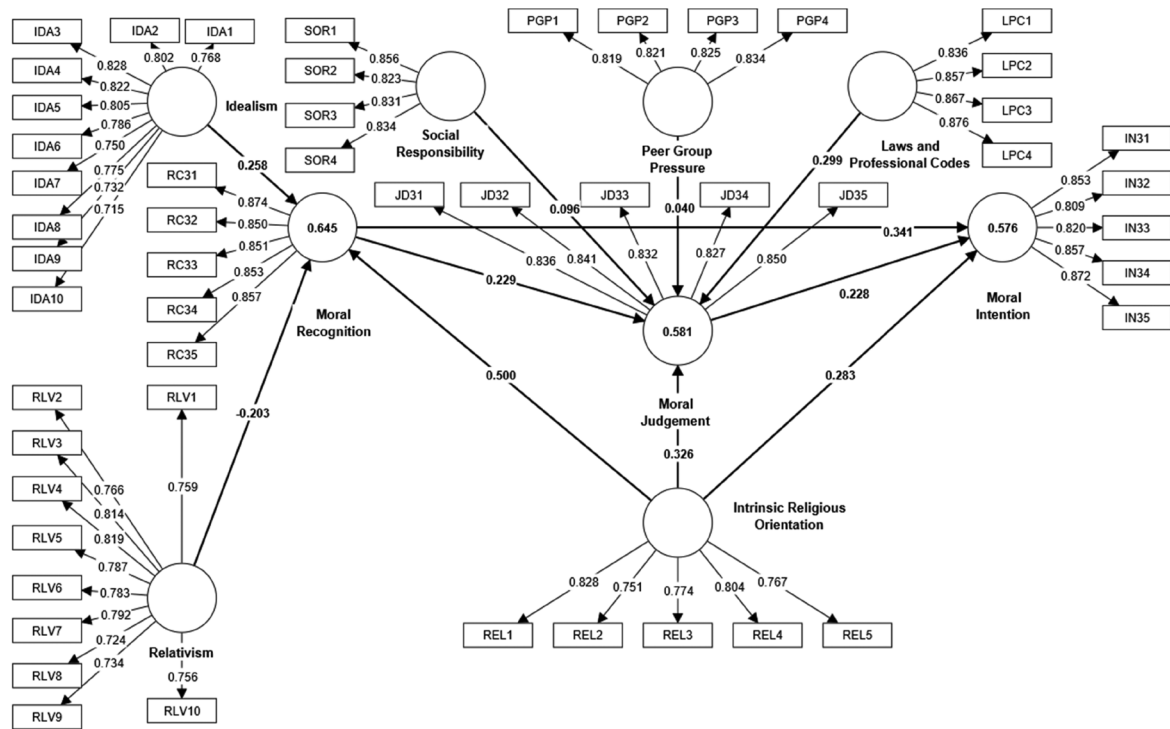 IDA3
IDA2
IDA1
0.828
0.802
0.768
IDA4
0.822
IDA5
0.805
IDA6
0.786
IDA7
0.750
IDA8
0.775
IDA9
0.732
IDA10
0.715
Idealism
0.258
SOR1
0.856
SOR2
0.823
SOR3
0.831
SOR4
0.834
Social
Responsibility
0.096
PGP1
PGP2
PGP3
PGP4
0.819
0.821
0.825
0.834
Peer Group
Pressure
0.040
LPC1
0.836
LPC2
0.857
LPC3
0.867
LPC4
0.876
Laws and
Professional Codes
0.299
RC31
0.874
RC32
0.850
RC33
0.851
RC34
0.853
RC35
0.857
0.645
Moral
Recognition
0.229
0.341
JD31
JD32
JD33
JD34
JD35
0.836
0.841
0.832
0.827
0.850
0.581
Moral
Judgement
0.228
IN31
0.853
IN32
0.809
IN33
0.820
IN34
0.857
IN35
0.872
0.576
Moral
Intention
0.500
0.326
0.283
Intrinsic Religious
Orientation
0.828
0.751
0.774
0.804
0.767
REL1
REL2
REL3
REL4
REL5
-0.203
RLV1
0.759
RLV2
0.766
RLV3
0.814
RLV4
0.819
RLV5
0.787
RLV6
0.783
RLV7
0.792
RLV8
0.724
RLV9
0.734
Relativism
0.756
RLV10